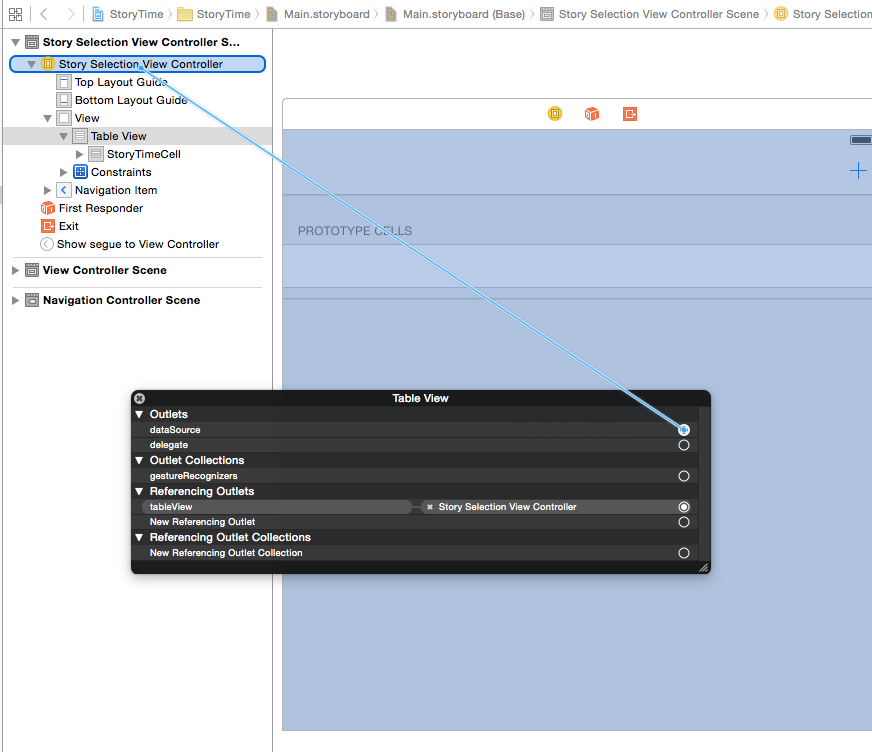 StoryTime StoryTime Main.storyboard Main.storyboard (Base) Story Selection View Controller Scene Story Selection
Story Selection View Controller S...
Story Selection View Controller
Top Layout Guide
Bottom Layout Guide
View
Table View
StoryTimeCell
Constraints
Navigation Item
First Responder
Exit
Show segue to View Controller
View Controller Scene
Navigation Controller Scene
PROTOTYPE CELLS
Table View
Outlets
dataSource
delegate
Outlet Collections
gestureRecognizers
Referencing Outlets
tableView Story Selection View Controller
New Referencing Outlet
Referencing Outlet Collections
New Referencing Outlet Collection